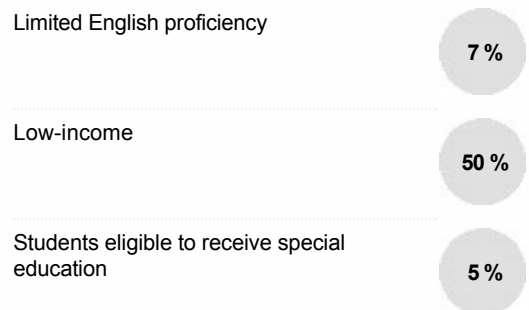 Limited English proficiency
7 %
Low-income
50 %
Students eligible to receive special
education
5 %